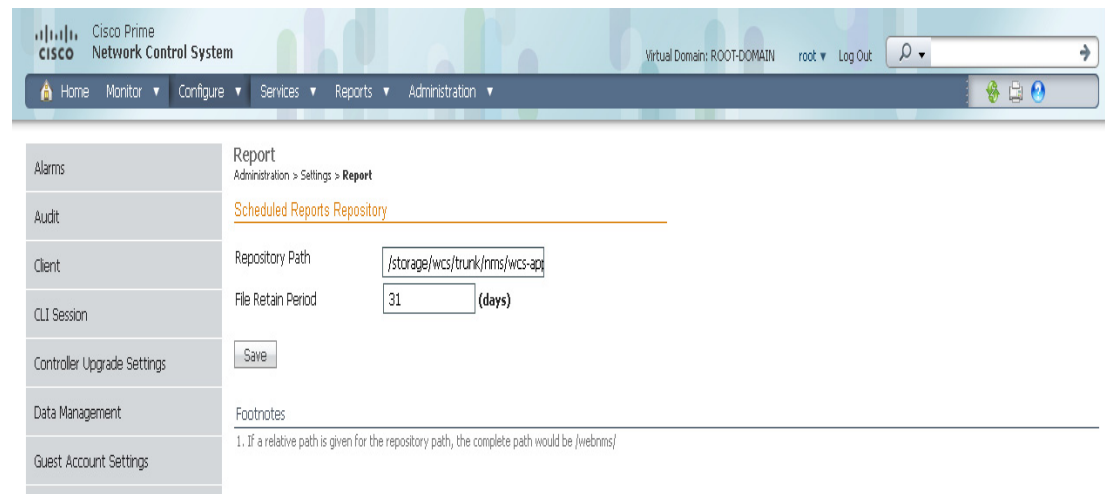 Cisco Prime
CISCO Network Control System
Virtual Domain: ROOT-DOMAIN root ▼ Log Out
Home Monitor ▼ Configure ▼ Services ▼ Reports ▼ Administration ▼
Alarms
Audit
Client
CLI Session
Controller Upgrade Settings
Data Management
Guest Account Settings
Report
Administration > Settings > Report
Scheduled Reports Repository
Repository Path /storage/wcs/trunk/nms/wcs-app
File Retain Period 31 (days)
Save
Footnotes
1. If a relative path is given for the repository path, the complete path would be /webnms/